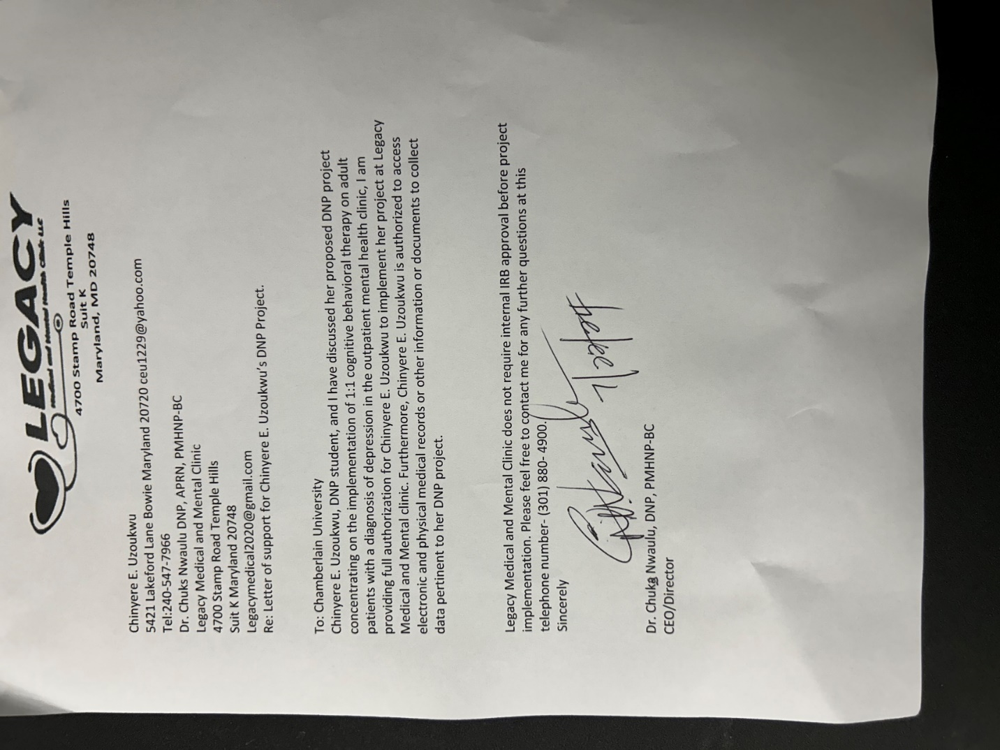 LEGACY
Medical and Mental Health Clinic LLC
4700 Stamp Road Temple Hills
Suit K
Maryland, MD 20748
Chinyere E. Uzoukwu
5421 Lakeford Lane Bowie Maryland 20720 ceu1229@yahoo.com
Tel:240-547-7966
Dr. Chuks Nwaulu DNP, APRN, PMHNP-BC
Legacy Medical and Mental Clinic
4700 Stamp Road Temple Hills
Suit K Maryland 20748
Legacymedical2020@gmail.com
Re: Letter of support for Chinyere E. Uzoukwu's DNP Project.
To: Chamberlain University
Chinyere E. Uzoukwu, DNP student, and I have discussed her proposed DNP project
concentrating on the implementation of 1:1 cognitive behavioral therapy on adult
patients with a diagnosis of depression in the outpatient mental health clinic, I am
providing full authorization for Chinyere E. Uzoukwu to implement her project at Legacy
Medical and Mental clinic. Furthermore, Chinyere E. Uzoukwu is authorized to access
electronic and physical medical records or other information or documents to collect
data pertinent to her DNP project.
Legacy Medical and Mental Clinic does not require internal IRB approval before project
implementation. Please feel free to contact me for any further questions at this
telephone number- (301) 880- 4900.
Sincerely
Dr. Chuks Nwaulu, DNP, PMHNP-BC
CEO/Director